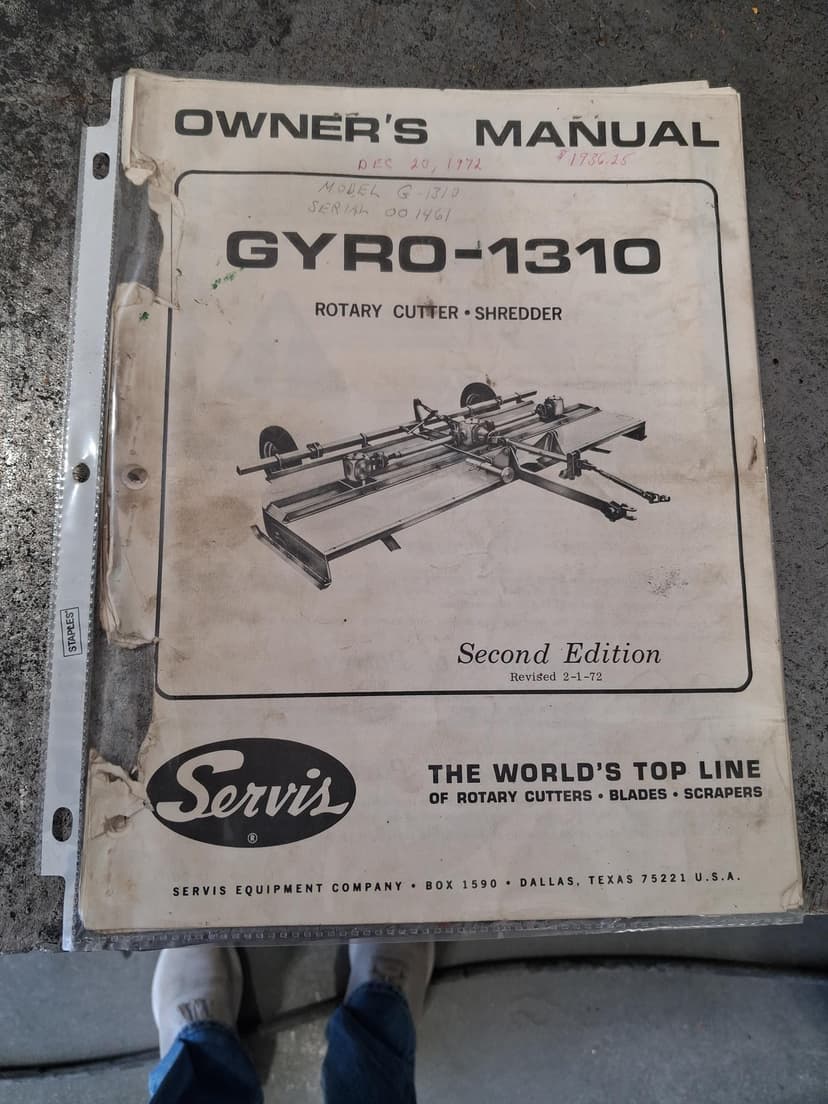 OWNER'S MANUAL
DEC 20, 1972 $1936.25
MODEL G-1310
SERIAL 001461
GYRO-1310
ROTARY CUTTER • SHREDDER
STAPLES
Second Edition
Revised 2-1-72
Servis
®
THE WORLD'S TOP LINE
OF ROTARY CUTTERS • BLADES • SCRAPERS
SERVIS EQUIPMENT COMPANY • BOX 1590 • DALLAS, TEXAS 75221 U.S.A.